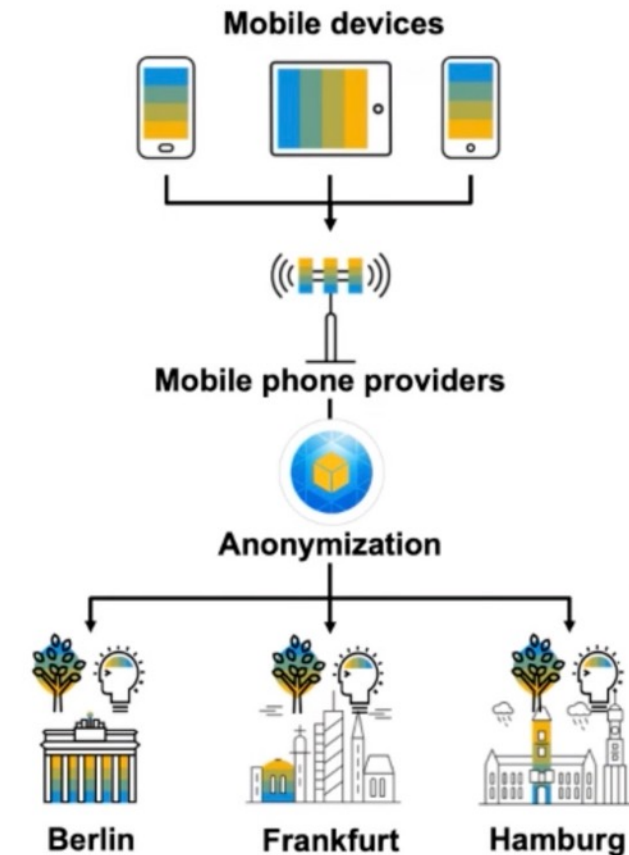 Mobile devices
Mobile phone providers
Anonymization
Berlin
Frankfurt
Hamburg